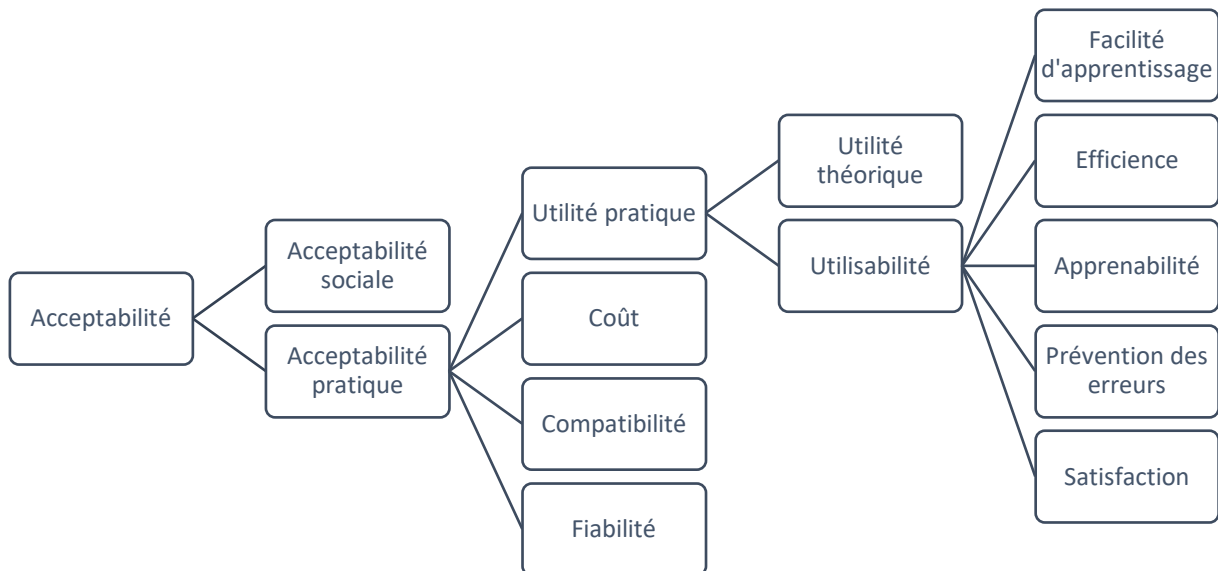 Acceptabilité
Acceptabilité
sociale
Acceptabilité
pratique
Utilité pratique
Coût
Compatibilité
Fiabilité
Utilité
théorique
Utilisabilité
Facilité
d'apprentissage
Efficience
Apprenabilité
Prévention des
erreurs
Satisfaction